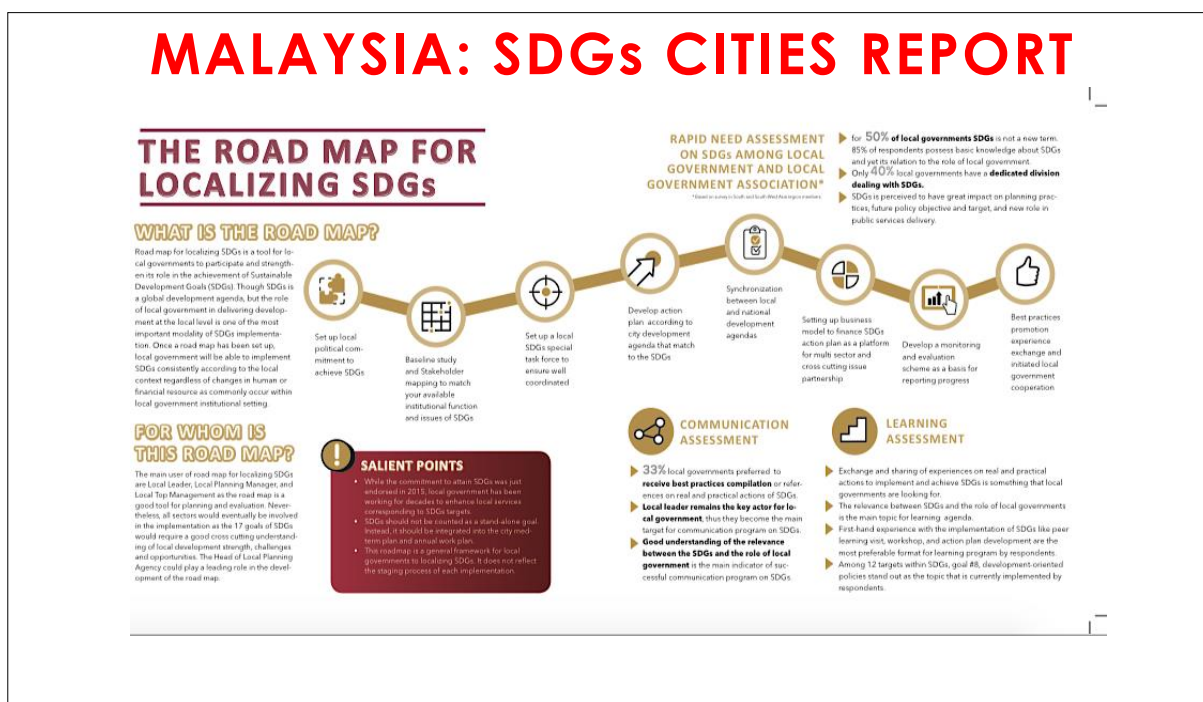 MALAYSIA: SDGs CITIES REPORT
THE ROAD MAP FOR
LOCALIZING SDGs
WHAT IS THE ROAD MAP?
Road map for localizing SDGs is a tool for lo-
cal governments to participate and strength-
en its role in the achievement of Sustainable
Development Goals (SDGs). Though SDGs is
a global development agenda, but the role
of local government in delivering develop-
ment at the local level is one of the most
important modality of SDGs implementa-
tion. Once a road map has been set up,
local government will be able to implement
SDGs consistently according to the local
context regardless of changes in human or
financial resource as commonly occur within
local government institutional setting.
FOR WHOM IS
THIS ROAD MAP?
The main user of road map for localizing SDGs
are Local Leader, Local Planning Manager, and
Local Top Management as the road map is a
good tool for planning and evaluation. Never-
theless, all sectors would eventually be involved
in the implementation as the 17 goals of SDGs
would require a good cross cutting understand-
ing of local development strength, challenges
and opportunities. The Head of Local Planning
Agency could play a leading role in the devel-
opment of the road map.
RAPID NEED ASSESSMENT
ON SDGs AMONG LOCAL
GOVERNMENT AND LOCAL
GOVERNMENT ASSOCIATION*
* Based on survey in South and South-West Asia region members
for 50% of local governments SDGs is not a new term.
85% of respondents possess basic knowledge about SDGs
and yet its relation to the role of local government.
Only 40% local governments have a dedicated division
dealing with SDGs.
SDGs is perceived to have great impact on planning prac-
tices, future policy objective and target, and new role in
public services delivery.
Set up local
political com-
mitment to
achieve SDGs
Baseline study
and Stakeholder
mapping to match
your available
institutional function
and issues of SDGs
Set up a local
SDGs special
task force to
ensure well
coordinated
Develop action
plan according to
city development
agenda that match
to the SDGs
Synchronization
between local
and national
development
agendas
Setting up business
model to finance SDGs
action plan as a platform
for multi sector and
cross cutting issue
partnership
Develop a monitoring
and evaluation
scheme as a basis for
reporting progress
Best practices
promotion
experience
exchange and
initiated local
government
cooperation
!
SALIENT POINTS
• While the commitment to attain SDGs was just
endorsed in 2015, local government has been
working for decades to enhance local services
corresponding to SDGs targets.
• SDGs should not be counted as a stand-alone goal.
Instead, it should be integrated into the city med-
term plan and annual work plan.
• This roadmap is a general framework for local
governments to localizing SDGs. It does not reflect
the staging process of each implementation.
COMMUNICATION
ASSESSMENT
33% local governments preferred to
receive best practices compilation or refer-
ences on real and practical actions of SDGs.
Local leader remains the key actor for lo-
cal government, thus they become the main
target for communication program on SDGs.
Good understanding of the relevance
between the SDGs and the role of local
government is the main indicator of suc-
cessful communication program on SDGs.
LEARNING
ASSESSMENT
Exchange and sharing of experiences on real and practical
actions to implement and achieve SDGs is something that local
governments are looking for.
The relevance between SDGs and the role of local governments
is the main topic for learning agenda.
First-hand experience with the implementation of SDGs like peer
learning visit, workshop, and action plan development are the
most preferable format for learning program by respondents.
Among 12 targets within SDGs, goal #8, development-oriented
policies stand out as the topic that is currently implemented by
respondents.